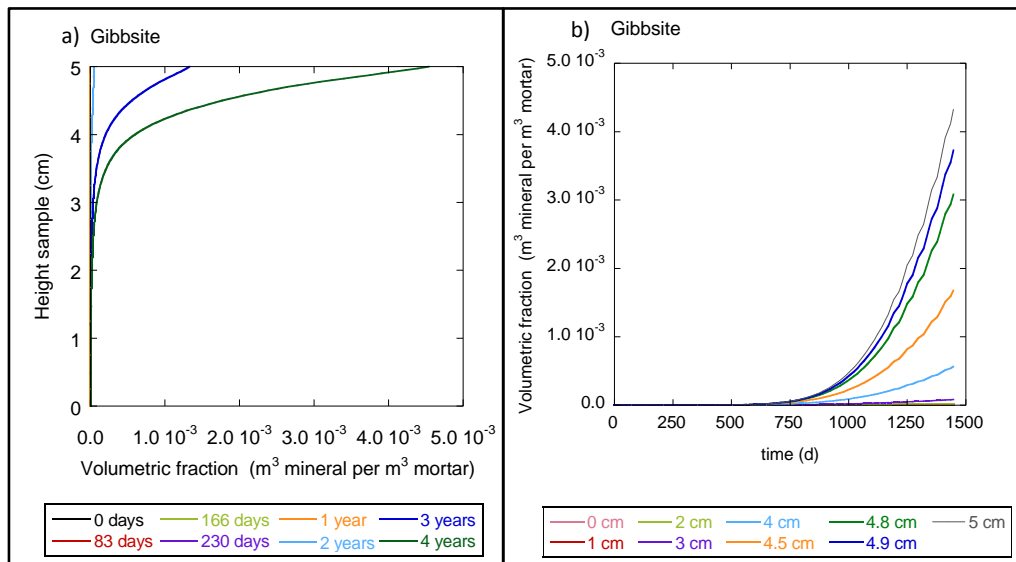 a) Gibbsite
Height sample (cm)
5
4
3
2
1
0
0.0 1.0 10⁻³ 2.0 10⁻³ 3.0 10⁻³ 4.0 10⁻³ 5.0 10⁻³
Volumetric fraction (m³ mineral per m³ mortar)
0 days 166 days 1 year 3 years
83 days 230 days 2 years 4 years
b) Gibbsite
Volumetric fraction (m³ mineral per m³ mortar)
5.0 10⁻³
4.0 10⁻³
3.0 10⁻³
2.0 10⁻³
1.0 10⁻³
0.0
0 250 500 750 1000 1250 1500
time (d)
0 cm 2 cm 4 cm 4.8 cm 5 cm
1 cm 3 cm 4.5 cm 4.9 cm